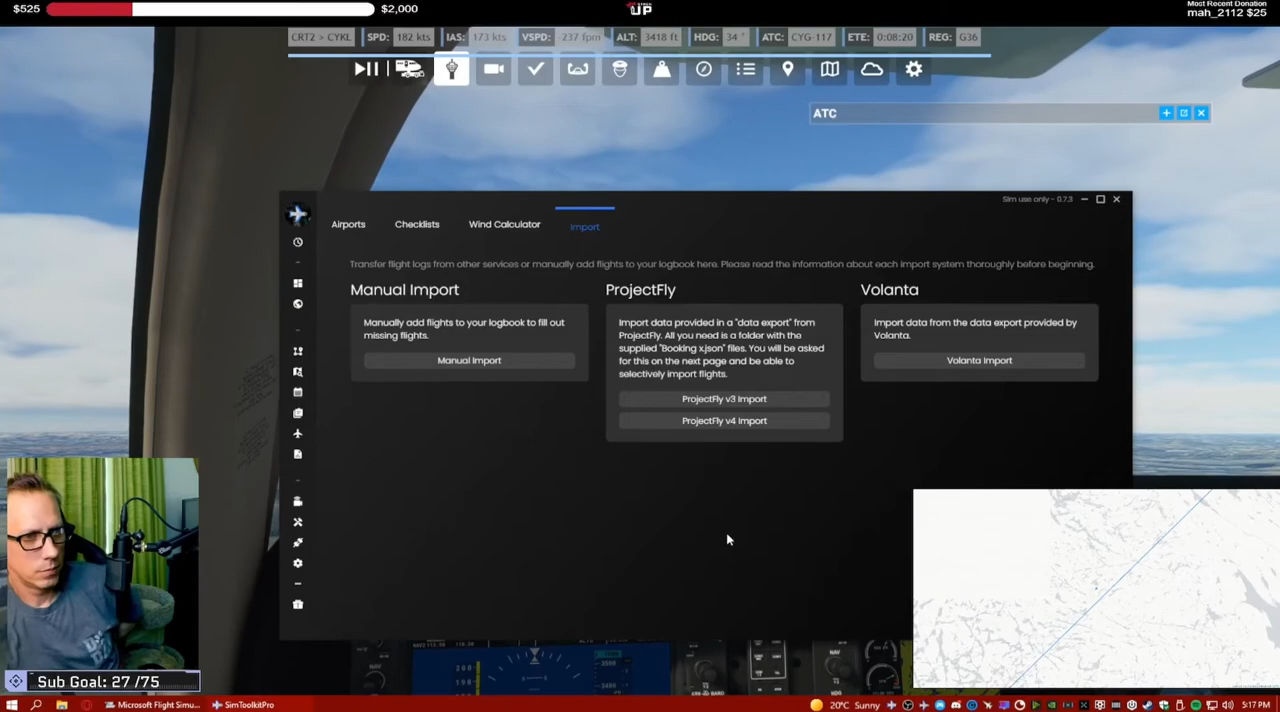 $525 $2,000
UP
Most Recent Donation
mah_2112 $25
CRT2 > CYKL SPD: 182 kts IAS: 173 kts VSPD: 237 fpm ALT: 3418 ft HDG: 34 ° ATC: CYG-117 ETE: 0:08:20 REG: G36
ATC
Sim use only - 0.7.3
Airports Checklists Wind Calculator Import
Transfer flight logs from other services or manually add flights to your logbook here. Please read the information about each import system thoroughly before beginning.
Manual Import
Manually add flights to your logbook to fill out
missing flights.
Manual Import
ProjectFly
Import data provided in a "data export" from
ProjectFly. All you need is a folder with the
supplied "Booking x.json" files. You will be asked
for this on the next page and be able to
selectively import flights.
ProjectFly v3 Import
ProjectFly v4 Import
Volanta
Import data from the data export provided by
Volanta.
Volanta Import
NAV
200
NAV
Sub Goal: 27 /75
Microsoft Flight Simu... SimToolkitPro 20°C Sunny 5:17 PM